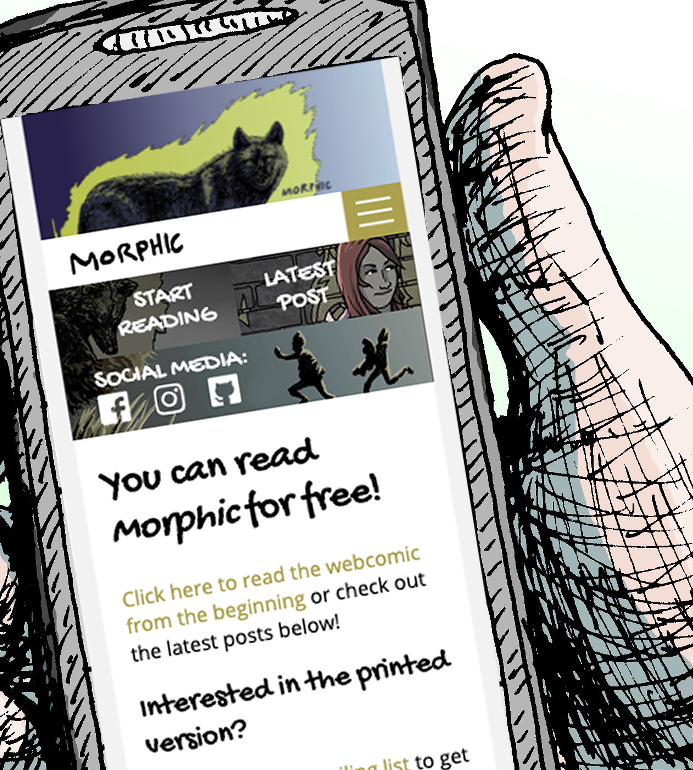 MORPHIC
MORPHIC
START
READING
LATEST
POST
SOCIAL MEDIA:
You can read
Morphic for free!
Click here to read the webcomic
from the beginning or check out
the latest posts below!
Interested in the printed
version?
list to get